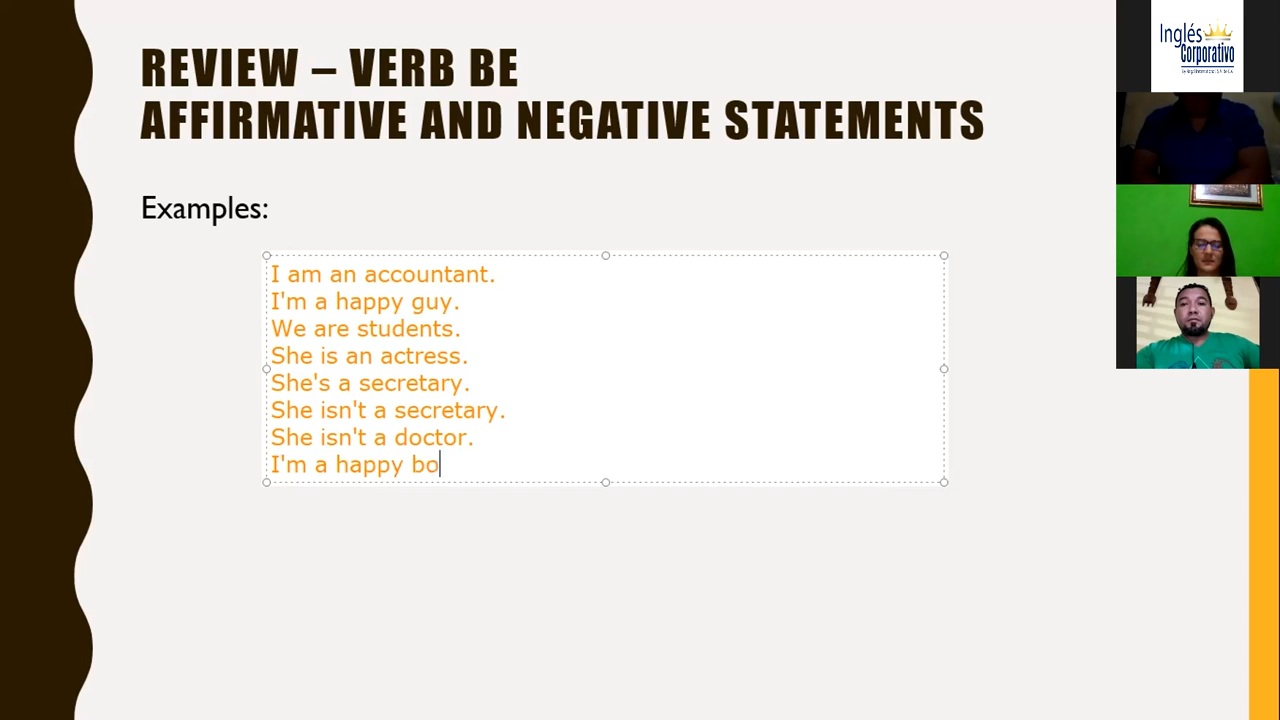 REVIEW – VERB BE
AFFIRMATIVE AND NEGATIVE STATEMENTS
Examples:
I am an accountant.
I'm a happy guy.
We are students.
She is an actress.
She's a secretary.
She isn't a secretary.
She isn't a doctor.
I'm a happy bo
Inglés
Corporativo